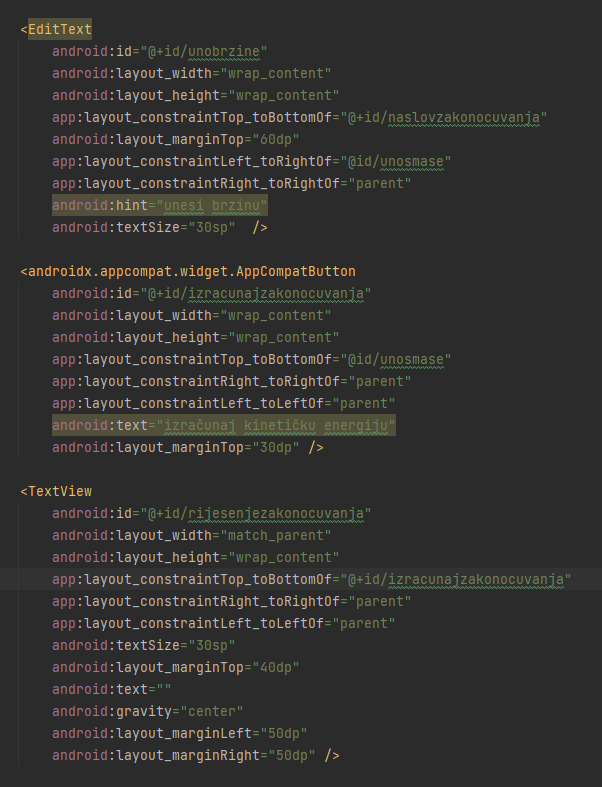 <EditText
android:id="@+id/unobrzine"
android:layout_width="wrap_content"
android:layout_height="wrap_content"
app:layout_constraintTop_toBottomOf="@+id/naslovzakonocuvanja"
android:layout_marginTop="60dp"
app:layout_constraintLeft_toRightOf="@id/unosmase"
app:layout_constraintRight_toRightOf="parent"
android:hint="unesi brzinu"
android:textSize="30sp"  />
<androidx.appcompat.widget.AppCompatButton
android:id="@+id/izracunajzakonocuvanja"
android:layout_width="wrap_content"
android:layout_height="wrap_content"
app:layout_constraintTop_toBottomOf="@id/unosmase"
app:layout_constraintRight_toRightOf="parent"
app:layout_constraintLeft_toLeftOf="parent"
android:text="izračunaj kinetičku energiju"
android:layout_marginTop="30dp" />
<TextView
android:id="@+id/rijesenjezakonocuvanja"
android:layout_width="match_parent"
android:layout_height="wrap_content"
app:layout_constraintTop_toBottomOf="@+id/izracunajzakonocuvanja"
app:layout_constraintRight_toRightOf="parent"
app:layout_constraintLeft_toLeftOf="parent"
android:textSize="30sp"
android:layout_marginTop="40dp"
android:text=""
android:gravity="center"
android:layout_marginLeft="50dp"
android:layout_marginRight="50dp" />